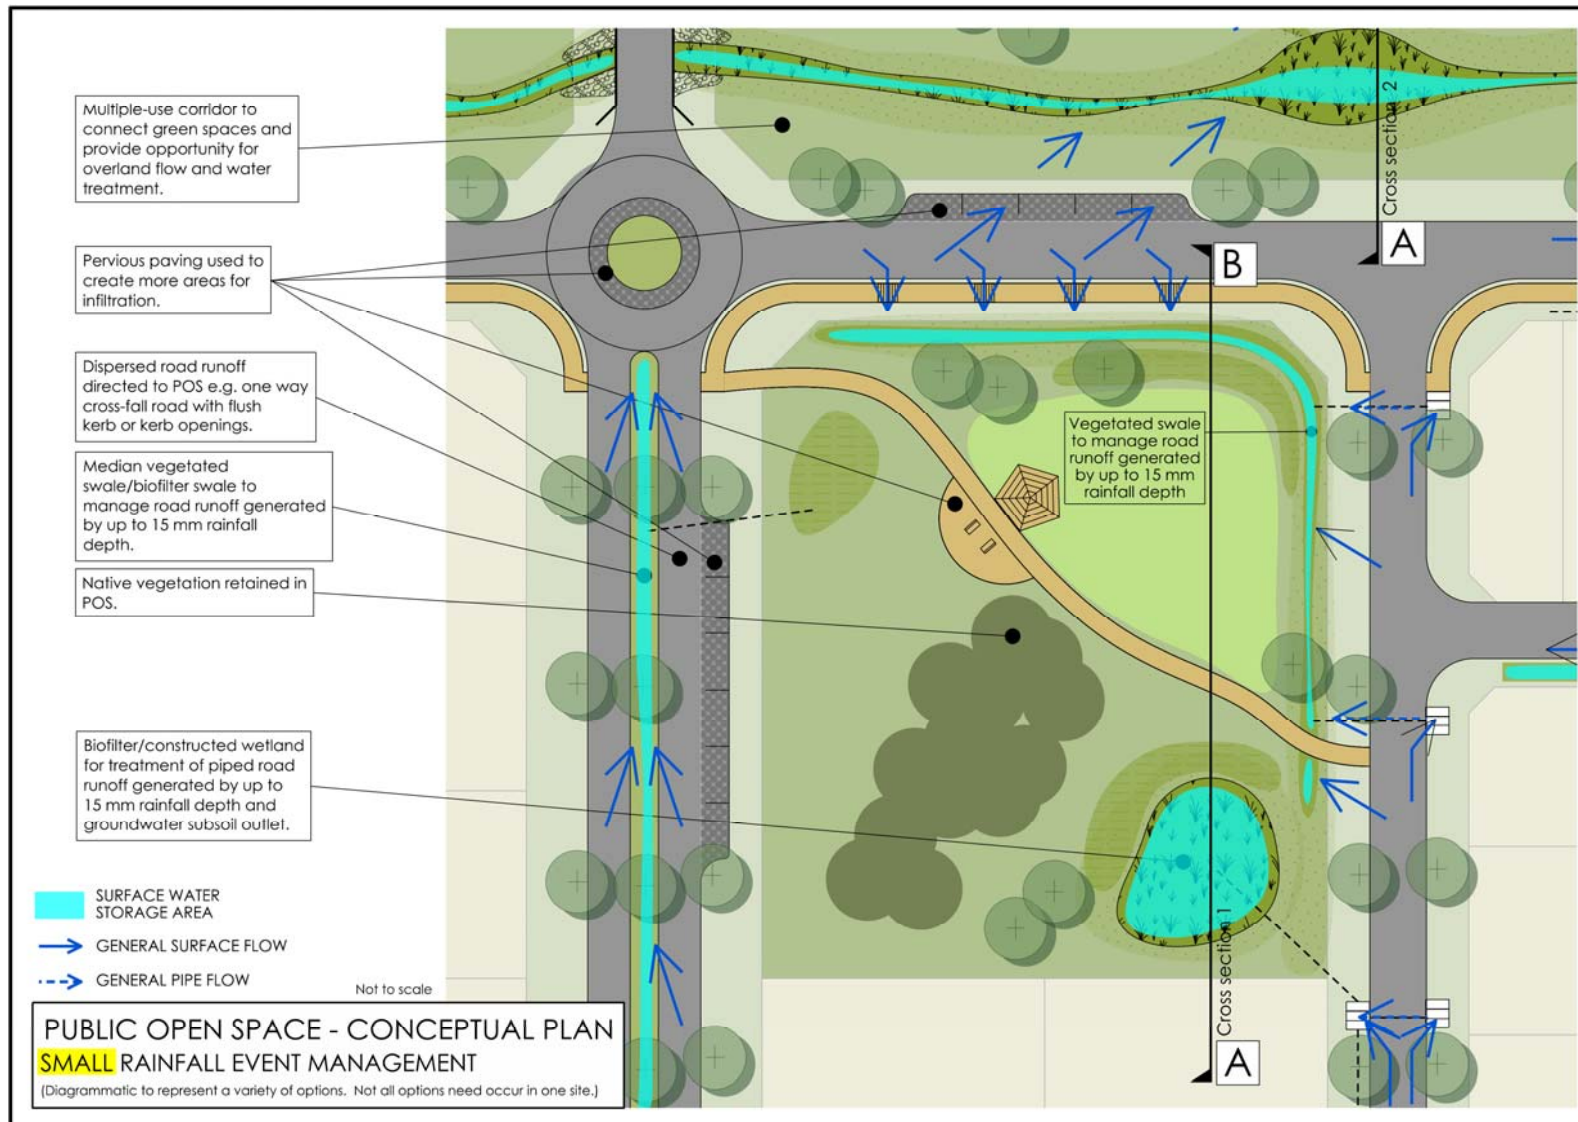 Multiple-use corridor to
connect green spaces and
provide opportunity for
overland flow and water
treatment.
Pervious paving used to
create more areas for
infiltration.
Dispersed road runoff
directed to POS e.g. one way
cross-fall road with flush
kerb or kerb openings.
Median vegetated
swale/biofilter swale to
manage road runoff generated
by up to 15 mm rainfall
depth.
Native vegetation retained in
POS.
Biofilter/constructed wetland
for treatment of piped road
runoff generated by up to
15 mm rainfall depth and
groundwater subsoil outlet.
Vegetated swale
to manage road
runoff generated
by up to 15 mm
rainfall depth
Cross section 2
A
B
Cross section 1
A
SURFACE WATER
STORAGE AREA
GENERAL SURFACE FLOW
GENERAL PIPE FLOW
Not to scale
PUBLIC OPEN SPACE - CONCEPTUAL PLAN
SMALL RAINFALL EVENT MANAGEMENT
(Diagrammatic to represent a variety of options. Not all options need occur in one site.)